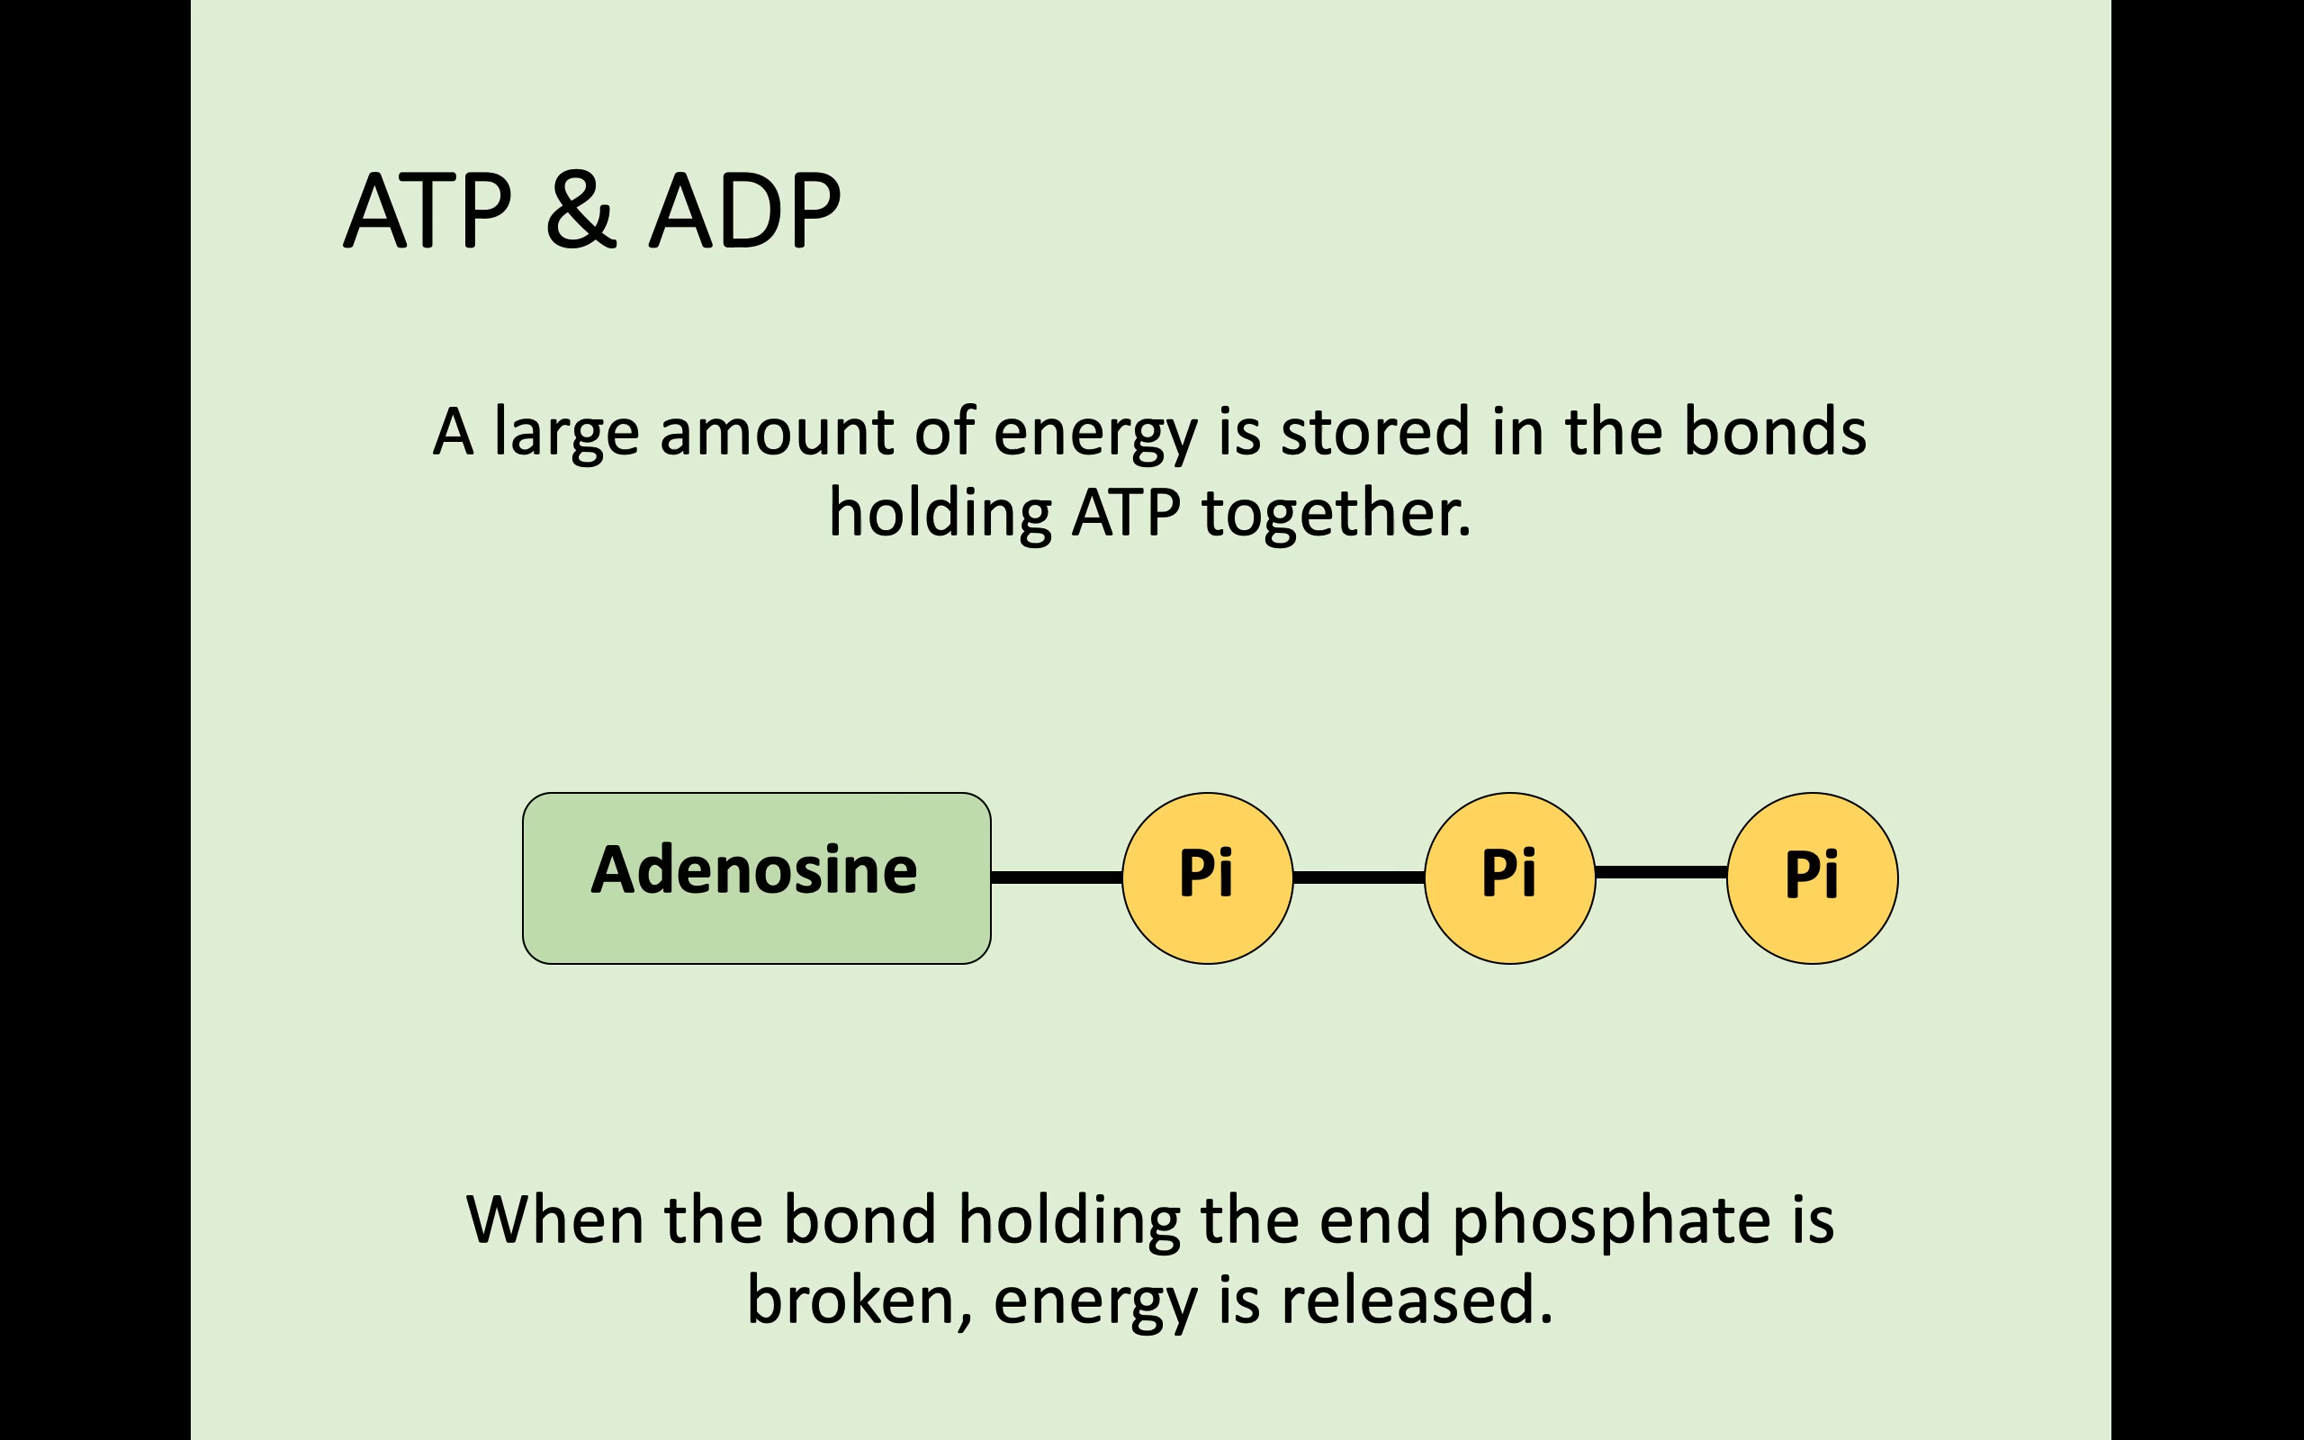 ATP & ADP
A large amount of energy is stored in the bonds
holding ATP together.
Adenosine Pi Pi Pi
When the bond holding the end phosphate is
broken, energy is released.